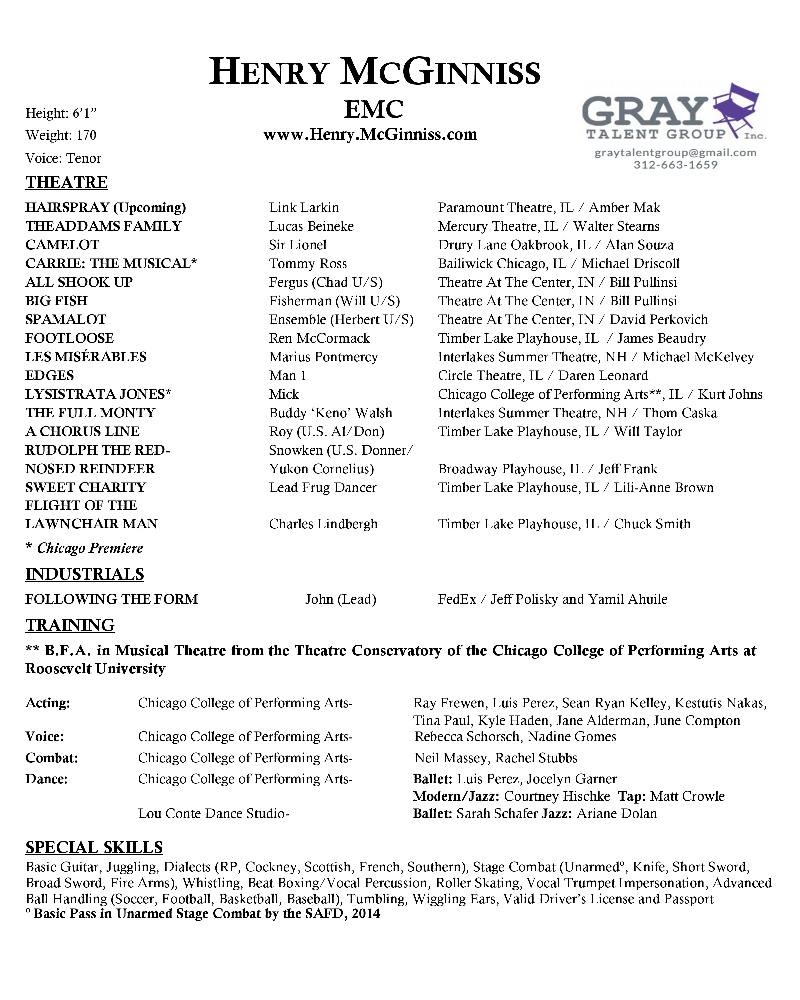 HENRY MCGINNISS
EMC
www.Henry.McGinniss.com
Height: 6’1”
Weight: 170
Voice: Tenor
GRAY
TALENT GROUP Inc.
graytalentgroup@gmail.com
312-663-1659
THEATRE
HAIRSPRAY (Upcoming) Link Larkin Paramount Theatre, IL / Amber Mak
THEADDAMS FAMILY Lucas Beineke Mercury Theatre, IL / Walter Stearns
CAMELOT Sir Lionel Drury Lane Oakbrook, IL / Alan Souza
CARRIE: THE MUSICAL* Tommy Ross Bailiwick Chicago, IL / Michael Driscoll
ALL SHOOK UP Fergus (Chad U/S) Theatre At The Center, IN / Bill Pullinsi
BIG FISH Fisherman (Will U/S) Theatre At The Center, IN / Bill Pullinsi
SPAMALOT Ensemble (Herbert U/S) Theatre At The Center, IN / David Perkovich
FOOTLOOSE Ren McCormack Timber Lake Playhouse, IL / James Beaudry
LES MISÉRABLES Marius Pontmercy Interlakes Summer Theatre, NH / Michael McKelvey
EDGES Man 1 Circle Theatre, IL / Daren Leonard
LYSISTRATA JONES* Mick Chicago College of Performing Arts**, IL / Kurt Johns
THE FULL MONTY Buddy ‘Keno’ Walsh Interlakes Summer Theatre, NH / Thom Caska
A CHORUS LINE Roy (U.S. Al/Don) Timber Lake Playhouse, IL / Will Taylor
RUDOLPH THE RED- Snowken (U.S. Donner/
NOSED REINDEER Yukon Cornelius) Broadway Playhouse, IL / Jeff Frank
SWEET CHARITY Lead Frug Dancer Timber Lake Playhouse, IL / Lili-Anne Brown
FLIGHT OF THE
LAWNCHAIR MAN Charles Lindbergh Timber Lake Playhouse, IL / Chuck Smith
* Chicago Premiere
INDUSTRIALS
FOLLOWING THE FORM John (Lead) FedEx / Jeff Polisky and Yamil Ahuile
TRAINING
** B.F.A. in Musical Theatre from the Theatre Conservatory of the Chicago College of Performing Arts at
Roosevelt University
Acting: Chicago College of Performing Arts- Ray Frewen, Luis Perez, Sean Ryan Kelley, Kestutis Nakas,
Tina Paul, Kyle Haden, Jane Alderman, June Compton
Voice: Chicago College of Performing Arts- Rebecca Schorsch, Nadine Gomes
Combat: Chicago College of Performing Arts- Neil Massey, Rachel Stubbs
Dance: Chicago College of Performing Arts- Ballet: Luis Perez, Jocelyn Garner
Modern/Jazz: Courtney Hischke Tap: Matt Crowle
Lou Conte Dance Studio- Ballet: Sarah Schafer Jazz: Ariane Dolan
SPECIAL SKILLS
Basic Guitar, Juggling, Dialects (RP, Cockney, Scottish, French, Southern), Stage Combat (Unarmed°, Knife, Short Sword,
Broad Sword, Fire Arms), Whistling, Beat Boxing/Vocal Percussion, Roller Skating, Vocal Trumpet Impersonation, Advanced
Ball Handling (Soccer, Football, Basketball, Baseball), Tumbling, Wiggling Ears, Valid Driver’s License and Passport
° Basic Pass in Unarmed Stage Combat by the SAFD, 2014